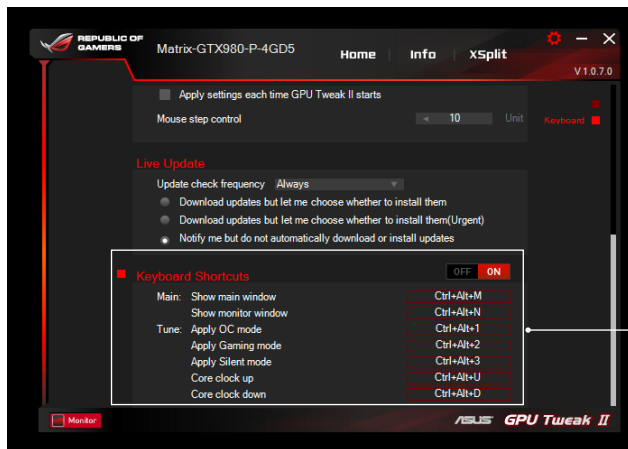 REPUBLIC OF
GAMERS
Matrix-GTX980-P-4GD5
Home
Info
XSplit
V1.0.7.0
Apply settings each time GPU Tweak II starts
Mouse step control 10 Unit
Keyboard
Live Update
Update check frequency Always
Download updates but let me choose whether to install them
Download updates but let me choose whether to install them(Urgent)
Notify me but do not automatically download or install updates
Keyboard Shortcuts OFF ON
Main: Show main window Ctrl+Alt+M
Show monitor window Ctrl+Alt+N
Tune: Apply OC mode Ctrl+Alt+1
Apply Gaming mode Ctrl+Alt+2
Apply Silent mode Ctrl+Alt+3
Core clock up Ctrl+Alt+U
Core clock down Ctrl+Alt+D
Monitor
ASUS GPU Tweak II